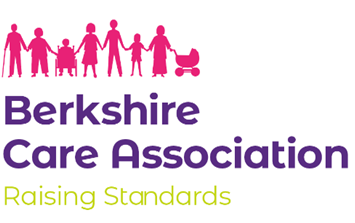 Berkshire
Care Association
Raising Standards